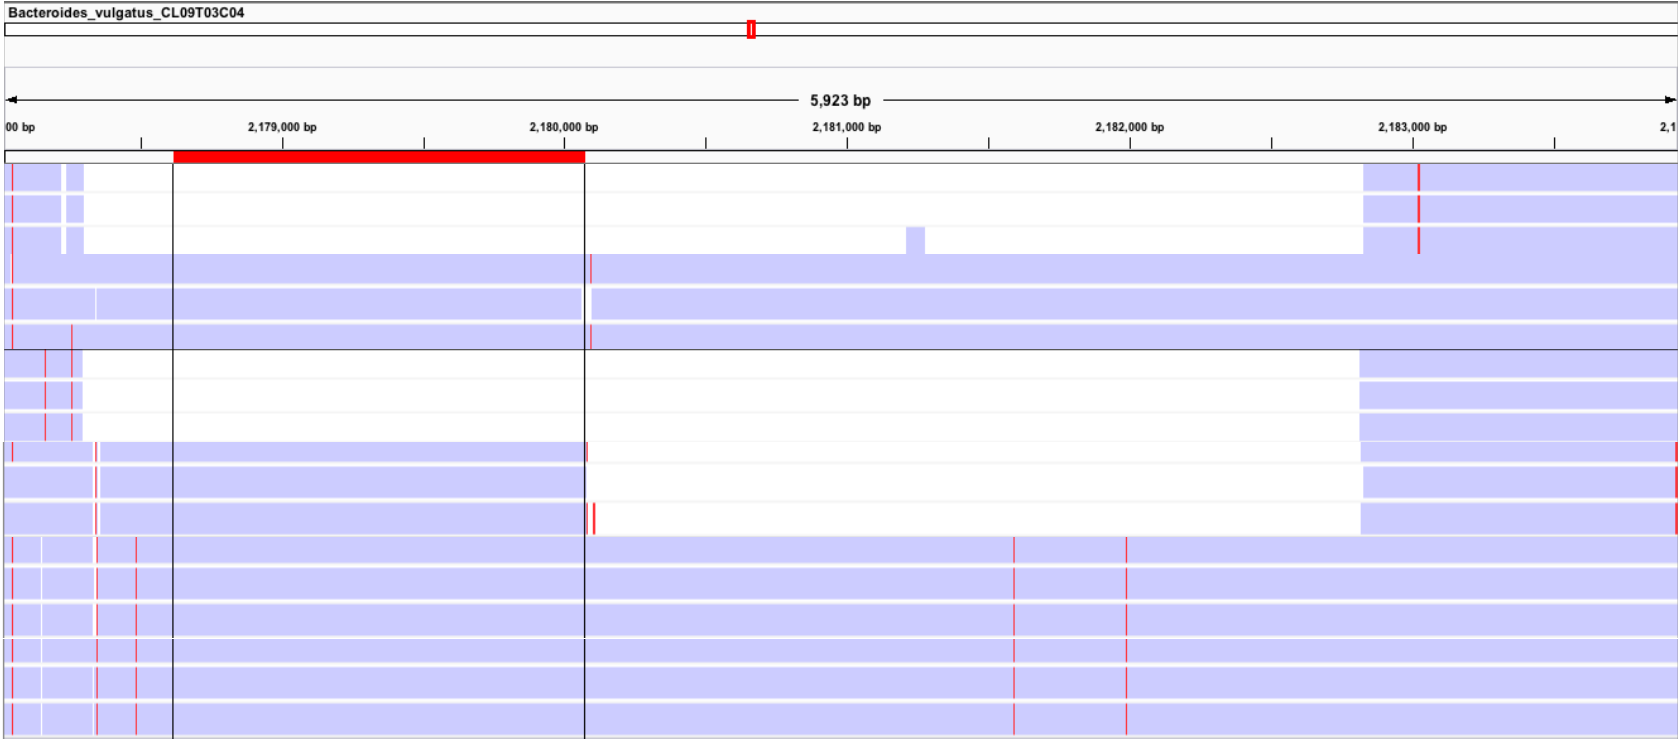 Bacteroides_vulgatus_CL09T03C04
5,923 bp
00 bp 2,179,000 bp 2,180,000 bp 2,181,000 bp 2,182,000 bp 2,183,000 bp 2,1